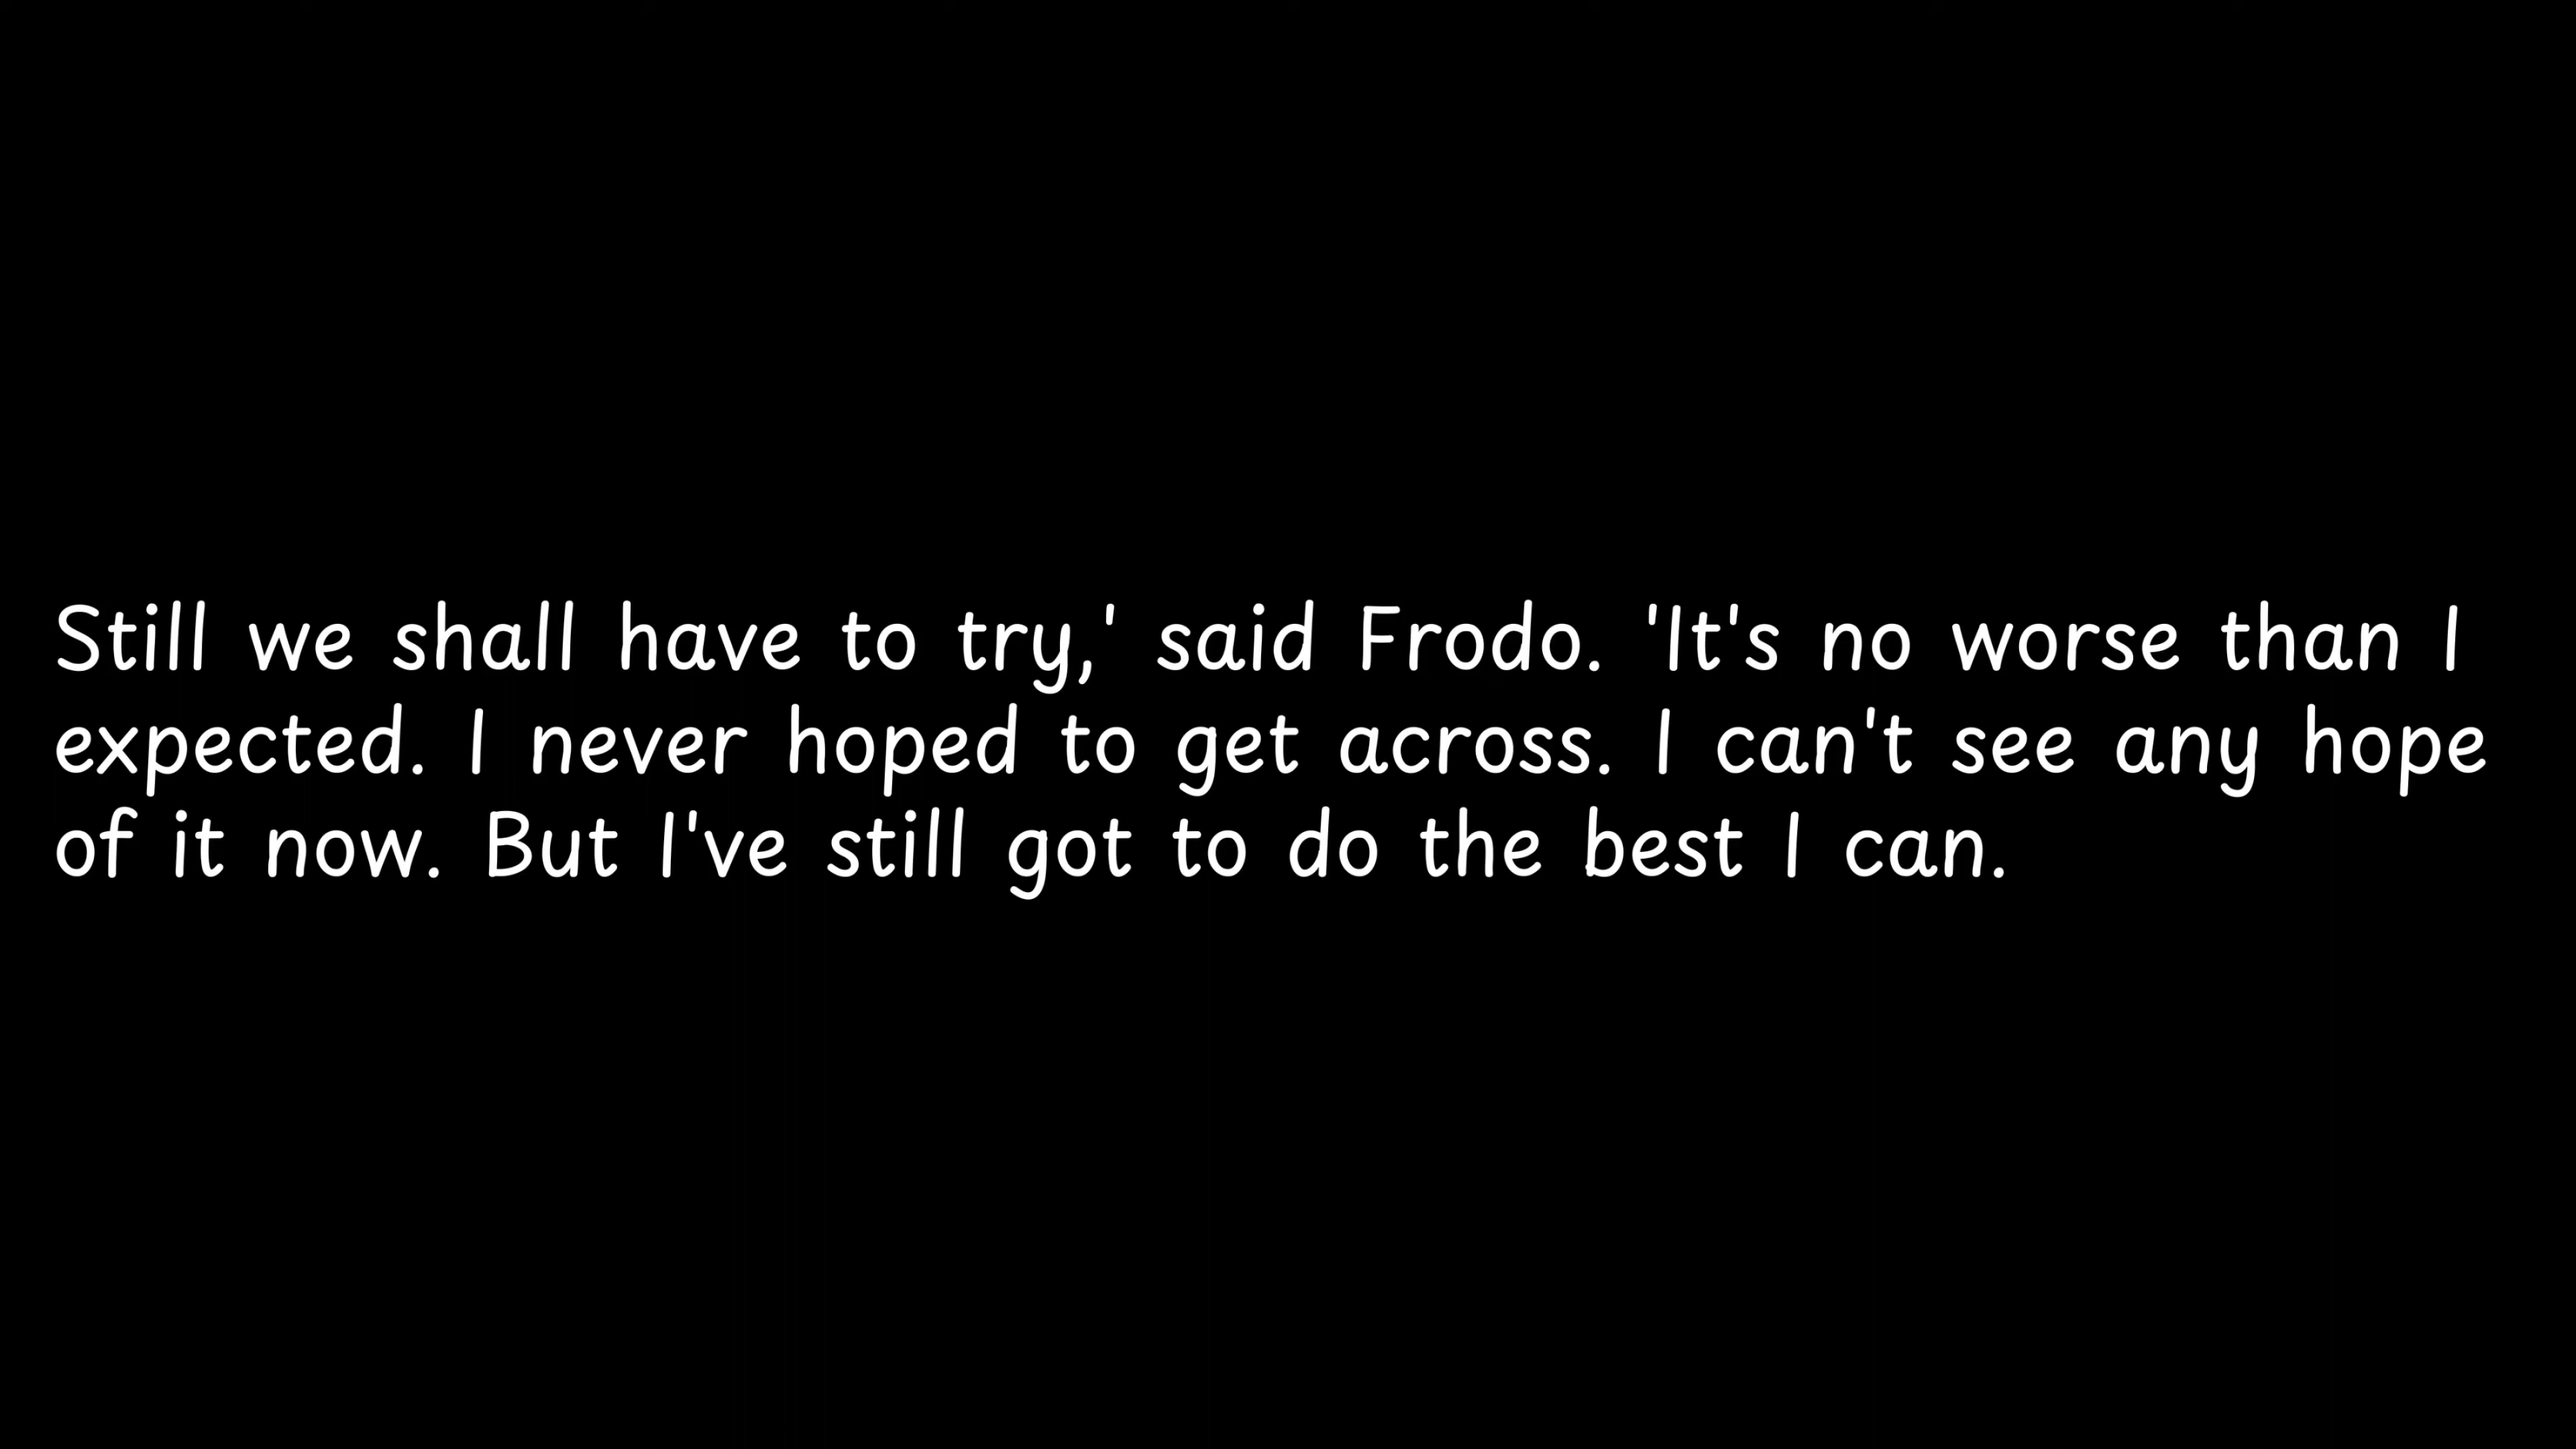 Still we shall have to try,' said Frodo. 'It's no worse than I
expected. I never hoped to get across. I can't see any hope
of it now. But I've still got to do the best I can.